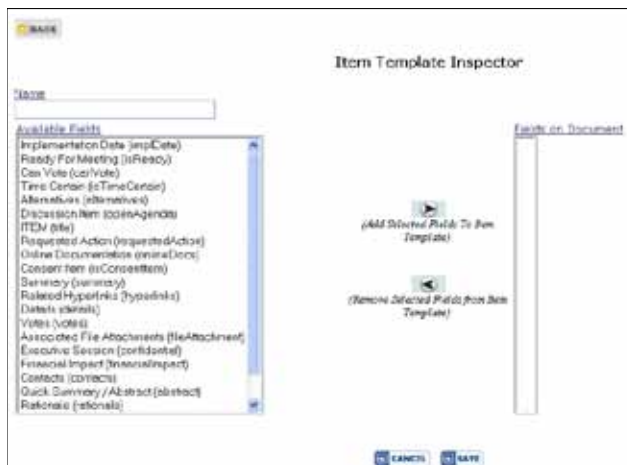 BACK
Item Template Inspector
Name
Available Fields
Fields on Document
Implementation Date (implDate)
Ready For Meeting (isReady)
Can Vote (canVote)
Time Certain (isTimeCertain)
Alternatives (alternatives)
Discussion Item (openAgenda)
ITEM (title)
Requested Action (requestedAction)
Online Documentation (onlineDocs)
Consent Item (isConsentItem)
Summary (summary)
Related Hyperlinks (hyperlinks)
Details (details)
Votes (votes)
Associated File Attachments (fileAttachment)
Executive Session (confidential)
Financial Impact (financialImpact)
Contacts (contacts)
Quick Summary / Abstract (abstract)
Rationale (rationale)
(Add Selected Fields To Item
Template)
(Remove Selected Fields from Item
Template)
CANCEL
SAVE